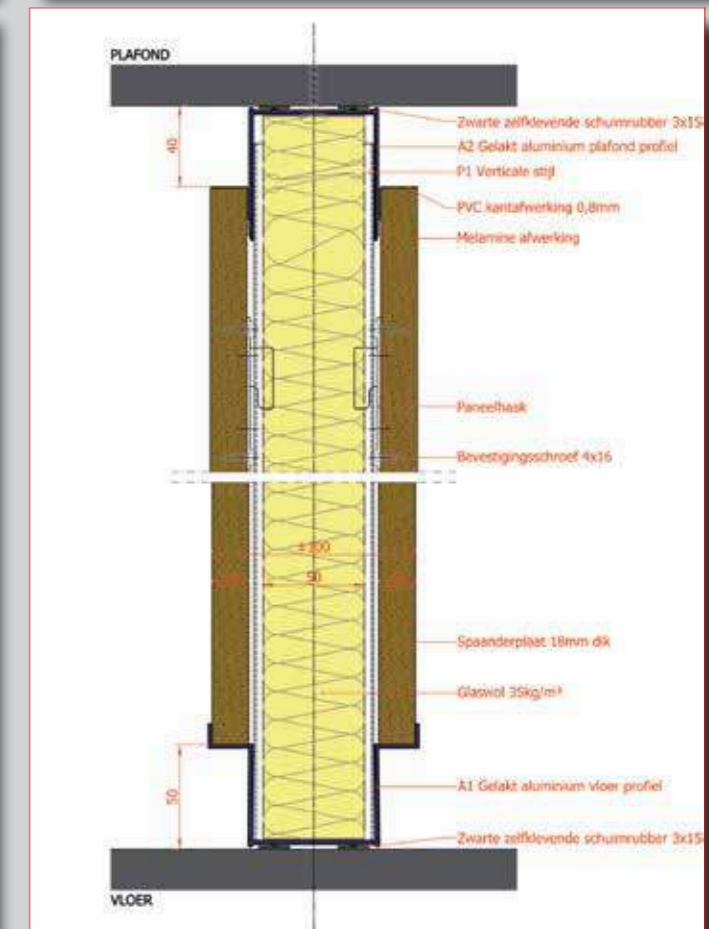 PLAFOND
Zwarte zelfklevende schuimrubber 3x15
40
A2 Gelakt aluminium plafond profiel
P1 Verticale stijl
PVC kantafwerking 0,8mm
Melamine afwerking
Paneelhaak
Bevestigingsschroef 4x16
±100
50
Spaanderplaat 18mm dik
Glaswol 35kg/m³
50
A1 Gelakt aluminium vloer profiel
Zwarte zelfklevende schuimrubber 3x15
VLOER